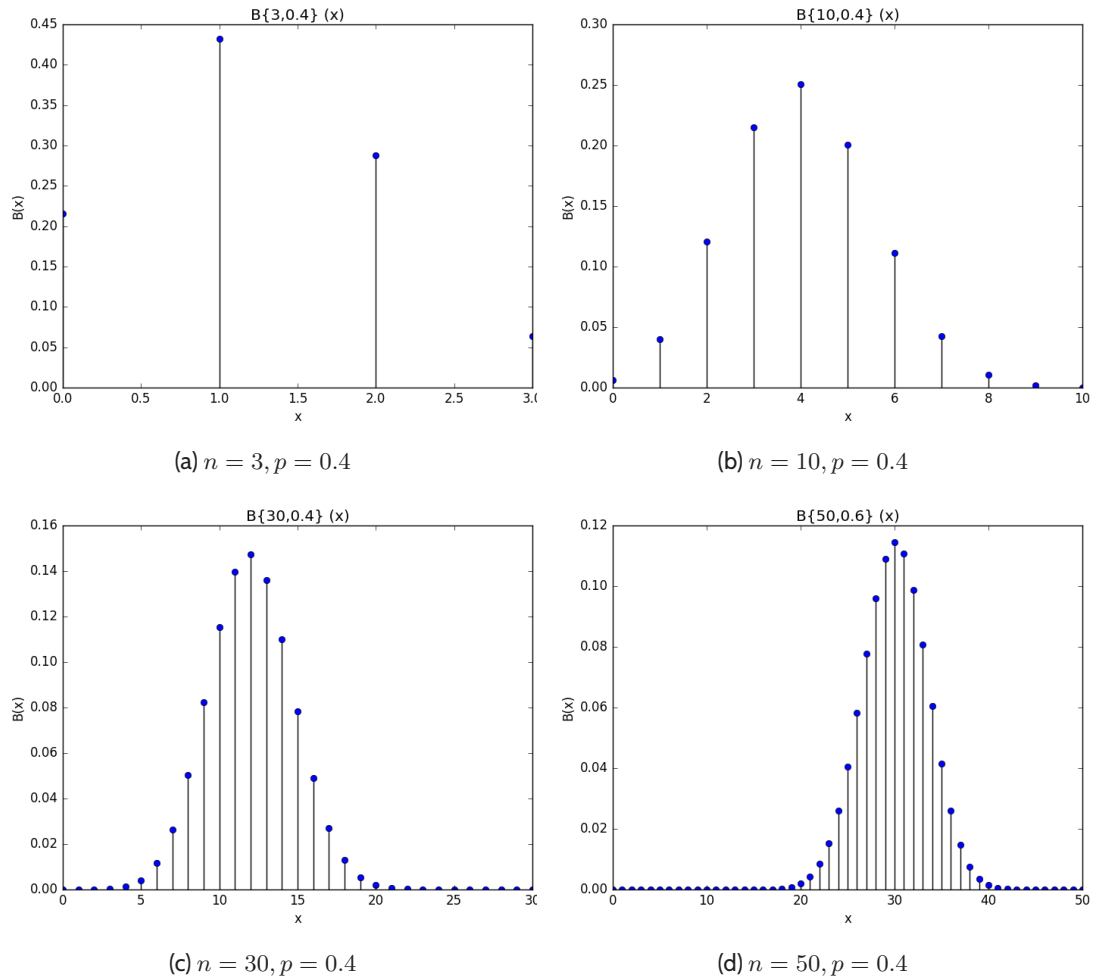 B{3,0.4} (x)
0.45
0.40
0.35
0.30
0.25
0.20
0.15
0.10
0.05
0.00
B(x)
0.0 0.5 1.0 1.5 2.0 2.5 3.0
x
(a) n = 3, p = 0.4
B{10,0.4} (x)
0.30
0.25
0.20
0.15
0.10
0.05
0.00
B(x)
0 2 4 6 8 10
x
(b) n = 10, p = 0.4
B{30,0.4} (x)
0.16
0.14
0.12
0.10
0.08
0.06
0.04
0.02
0.00
B(x)
0 5 10 15 20 25 30
x
(c) n = 30, p = 0.4
B{50,0.6} (x)
0.12
0.10
0.08
0.06
0.04
0.02
0.00
B(x)
0 10 20 30 40 50
x
(d) n = 50, p = 0.4